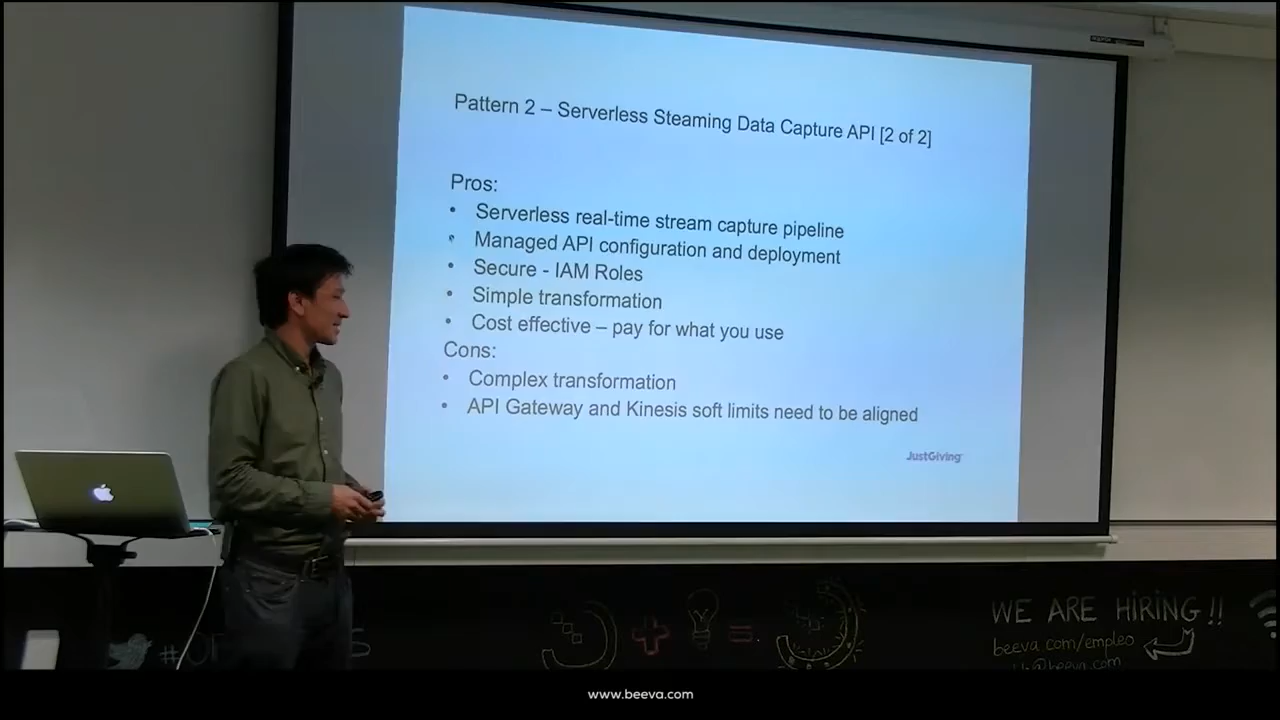 Pattern 2 – Serverless Steaming Data Capture API [2 of 2]
Pros:
• Serverless real-time stream capture pipeline
• Managed API configuration and deployment
• Secure - IAM Roles
• Simple transformation
• Cost effective – pay for what you use
Cons:
• Complex transformation
• API Gateway and Kinesis soft limits need to be aligned
JustGiving
WE ARE HIRING!!
beeva.com/empleo
@beeva.com
www.beeva.com